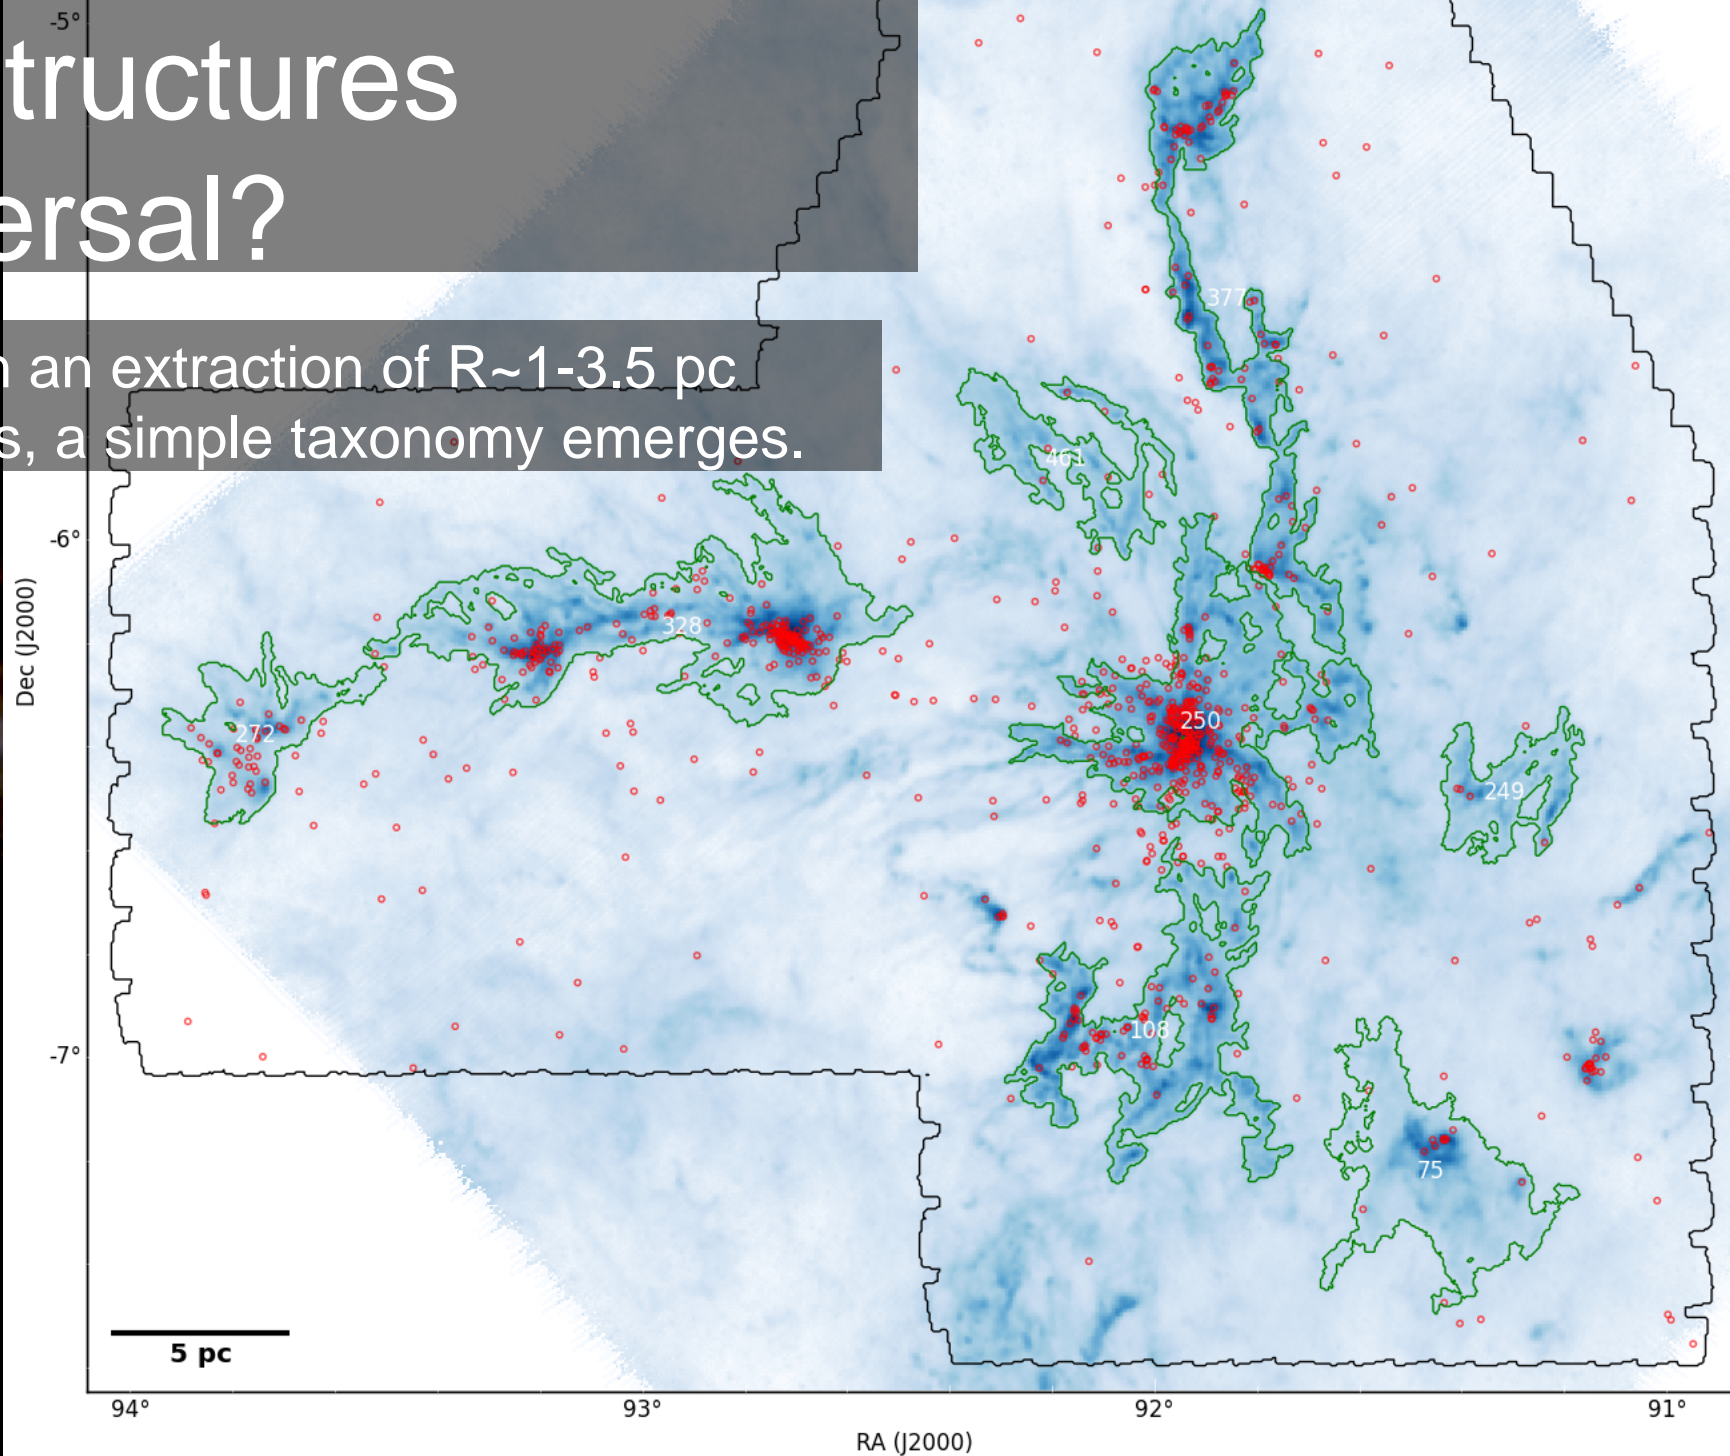 tructures
ersal?
n an extraction of R~1-3.5 pc
s, a simple taxonomy emerges.
-5°
377
461
-6°
328
272
250
249
108
-7°
75
5 pc
94°
93°
92°
91°
Dec (J2000)
RA (J2000)